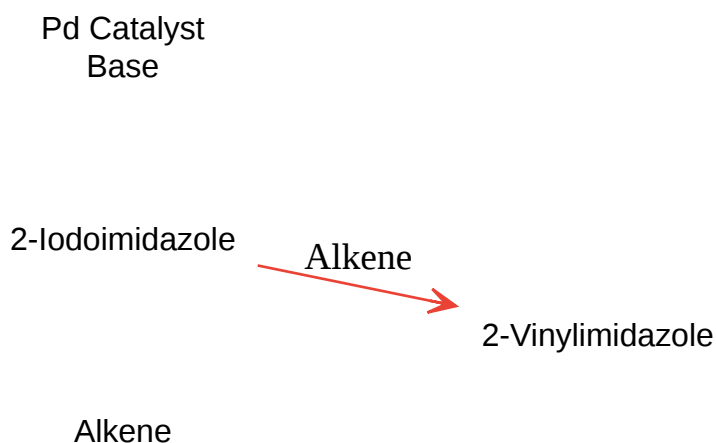 Pd Catalyst
Base
2-Iodoimidazole
Alkene
2-Vinylimidazole
Alkene